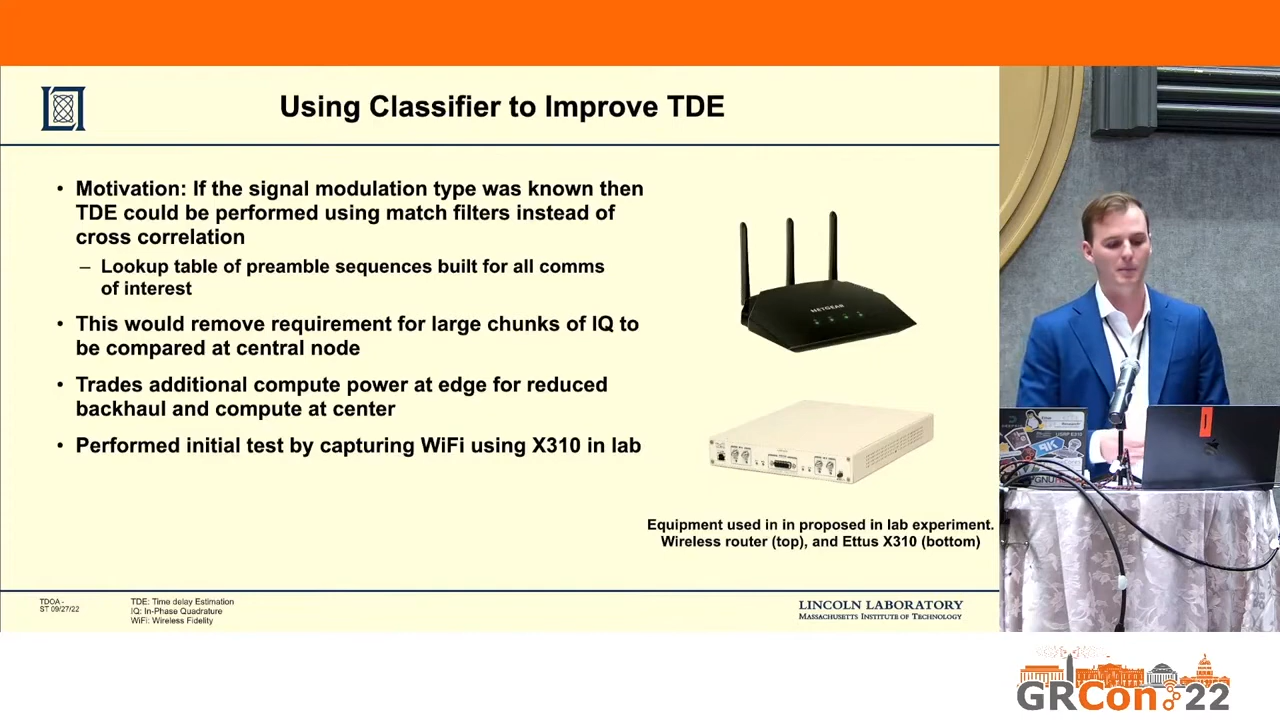 Using Classifier to Improve TDE
• Motivation: If the signal modulation type was known then
TDE could be performed using match filters instead of
cross correlation
– Lookup table of preamble sequences built for all comms
of interest
• This would remove requirement for large chunks of IQ to
be compared at central node
• Trades additional compute power at edge for reduced
backhaul and compute at center
• Performed initial test by capturing WiFi using X310 in lab
NETGEAR
Equipment used in in proposed in lab experiment.
Wireless router (top), and Ettus X310 (bottom)
TDOA -
ST 09/27/22
TDE: Time delay Estimation
IQ: In-Phase Quadrature
WiFi: Wireless Fidelity
LINCOLN LABORATORY
MASSACHUSETTS INSTITUTE OF TECHNOLOGY
USRP E310
GRCon 22